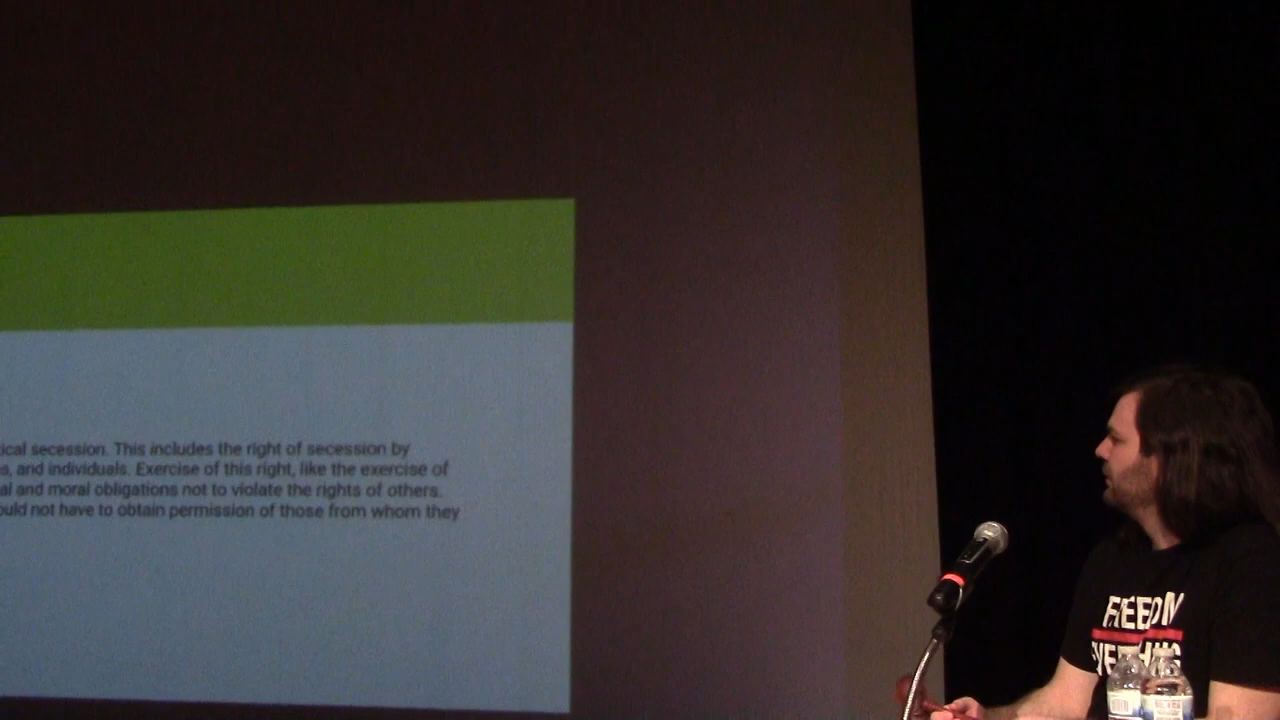 ical secession. This includes the right of secession by
s, and individuals. Exercise of this right, like the exercise of
al and moral obligations not to violate the rights of others.
ould not have to obtain permission of those from whom they
FREEDOM